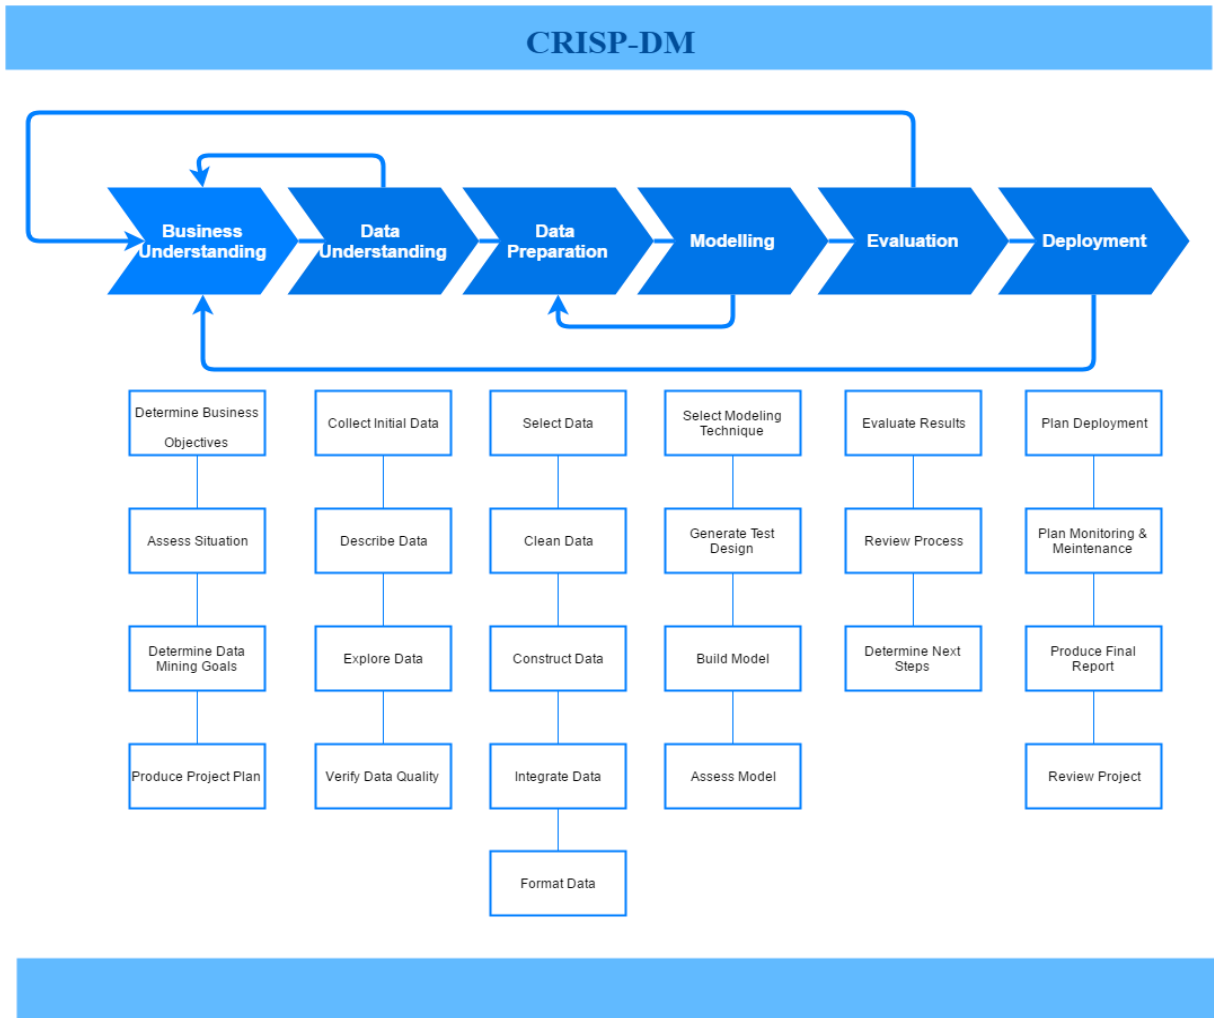 CRISP-DM
Business
Understanding
Data
Understanding
Data
Preparation
Modelling
Evaluation
Deployment
Determine Business
Objectives
Assess Situation
Determine Data
Mining Goals
Produce Project Plan
Collect Initial Data
Describe Data
Explore Data
Verify Data Quality
Select Data
Clean Data
Construct Data
Integrate Data
Format Data
Select Modeling
Technique
Generate Test
Design
Build Model
Assess Model
Evaluate Results
Review Process
Determine Next
Steps
Plan Deployment
Plan Monitoring &
Meintenance
Produce Final
Report
Review Project